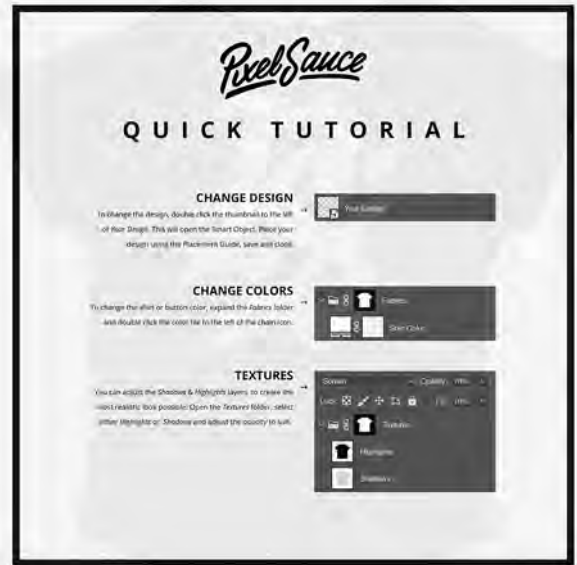 Pixel Sauce
QUICK TUTORIAL
CHANGE DESIGN
To change the design, double click the thumbnail to the left
of Your Design. This will open the Smart Object. Place your
design using the Placement Guide, save and close.
→
Your Design
CHANGE COLORS
To change the shirt or button color, expand the Fabrics folder
and double click the color tile to the left of the chain icon.
→
Fabrics
Shirt Color
TEXTURES
You can adjust the Shadows & Highlights layers, to create the
most realistic look possible. Open the Textures folder, select
either Highlights or Shadows and adjust the opacity to suit.
→
Screen
Opacity:
Lock:
Textures
Highlights
Shadows